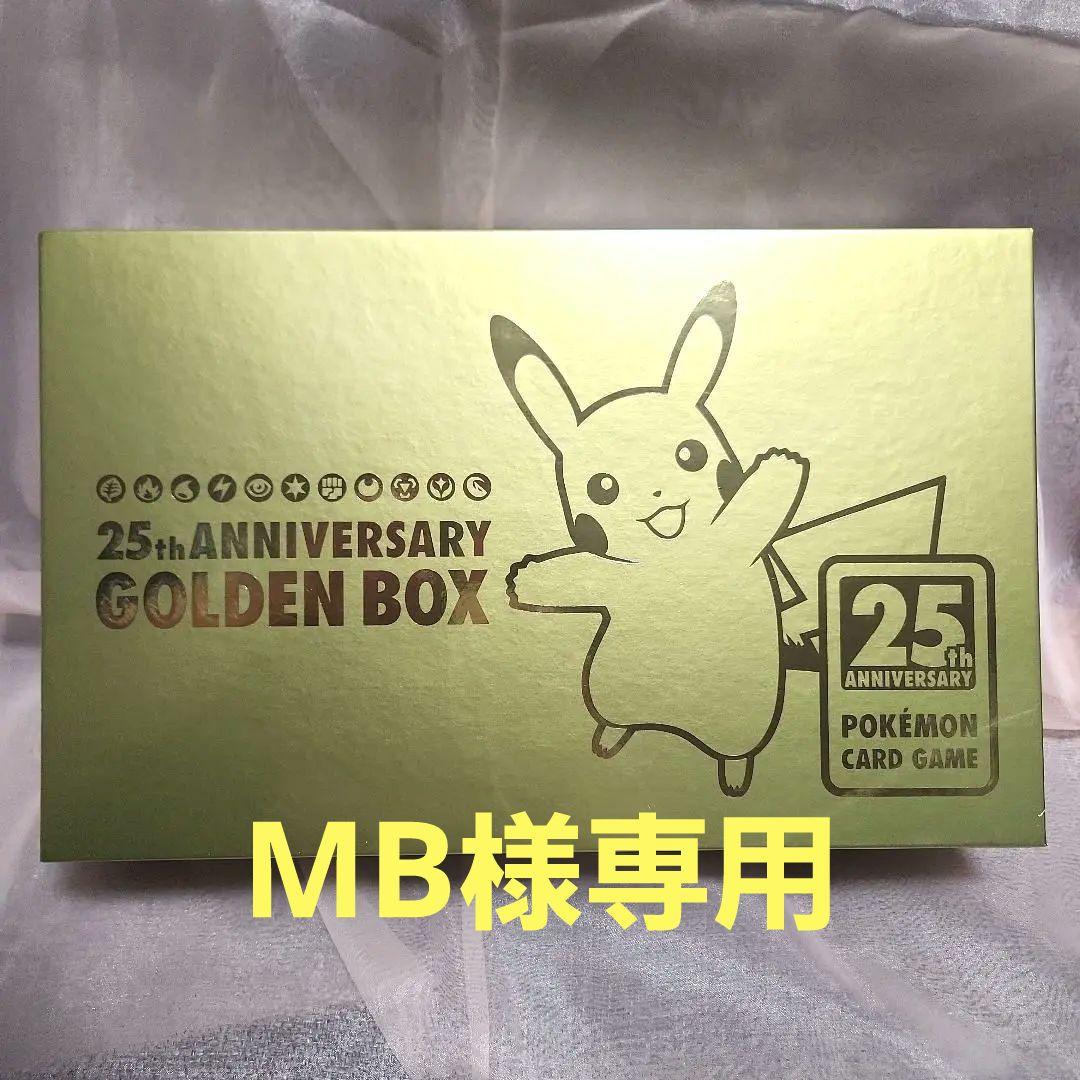 25th ANNIVERSARY
GOLDEN BOX
25th
ANNIVERSARY
POKÉMON
CARD GAME
MB様専用